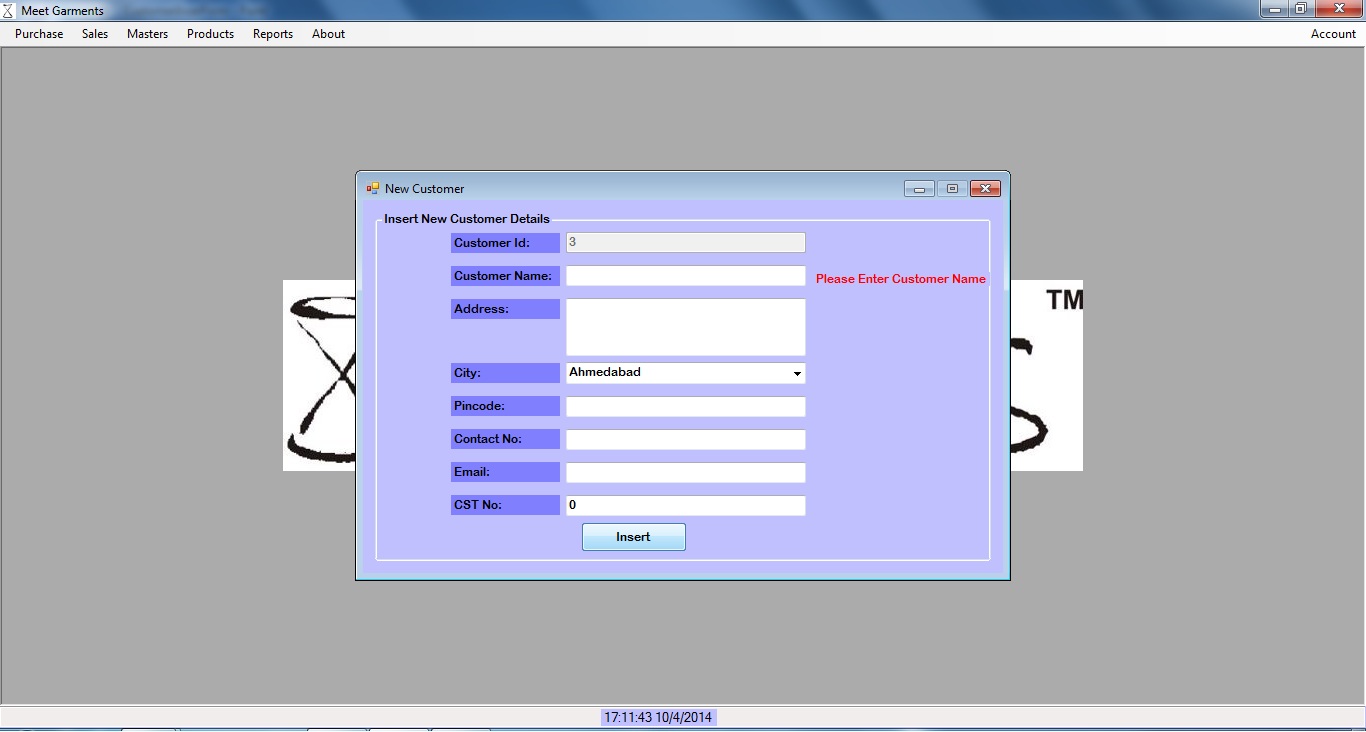 Meet Garments
Purchase Sales Masters Products Reports About Account
New Customer
Insert New Customer Details
Customer Id: 3
Customer Name: Please Enter Customer Name
TM
Address:
City: Ahmedabad
Pincode:
Contact No:
Email:
CST No: 0
Insert
17:11:43 10/4/2014